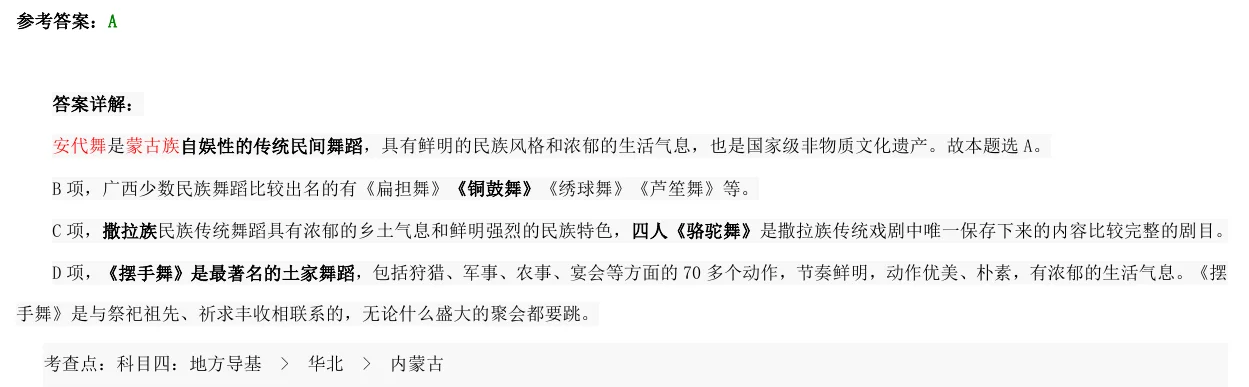 参考答案：A
答案详解：
安代舞是蒙古族自娱性的传统民间舞蹈，具有鲜明的民族风格和浓郁的生活气息，也是国家级非物质文化遗产。故本题选 A。
B 项，广西少数民族舞蹈比较出名的有《扁担舞》《铜鼓舞》《绣球舞》《芦笙舞》等。
C 项，撒拉族民族传统舞蹈具有浓郁的乡土气息和鲜明强烈的民族特色，四人《骆驼舞》是撒拉族传统戏剧中唯一保存下来的内容比较完整的剧目。
D 项，《摆手舞》是最著名的土家舞蹈，包括狩猎、军事、农事、宴会等方面的 70 多个动作，节奏鲜明，动作优美、朴素，有浓郁的生活气息。《摆
手舞》是与祭祀祖先、祈求丰收相联系的，无论什么盛大的聚会都要跳。
考查点：科目四：地方导基 > 华北 > 内蒙古